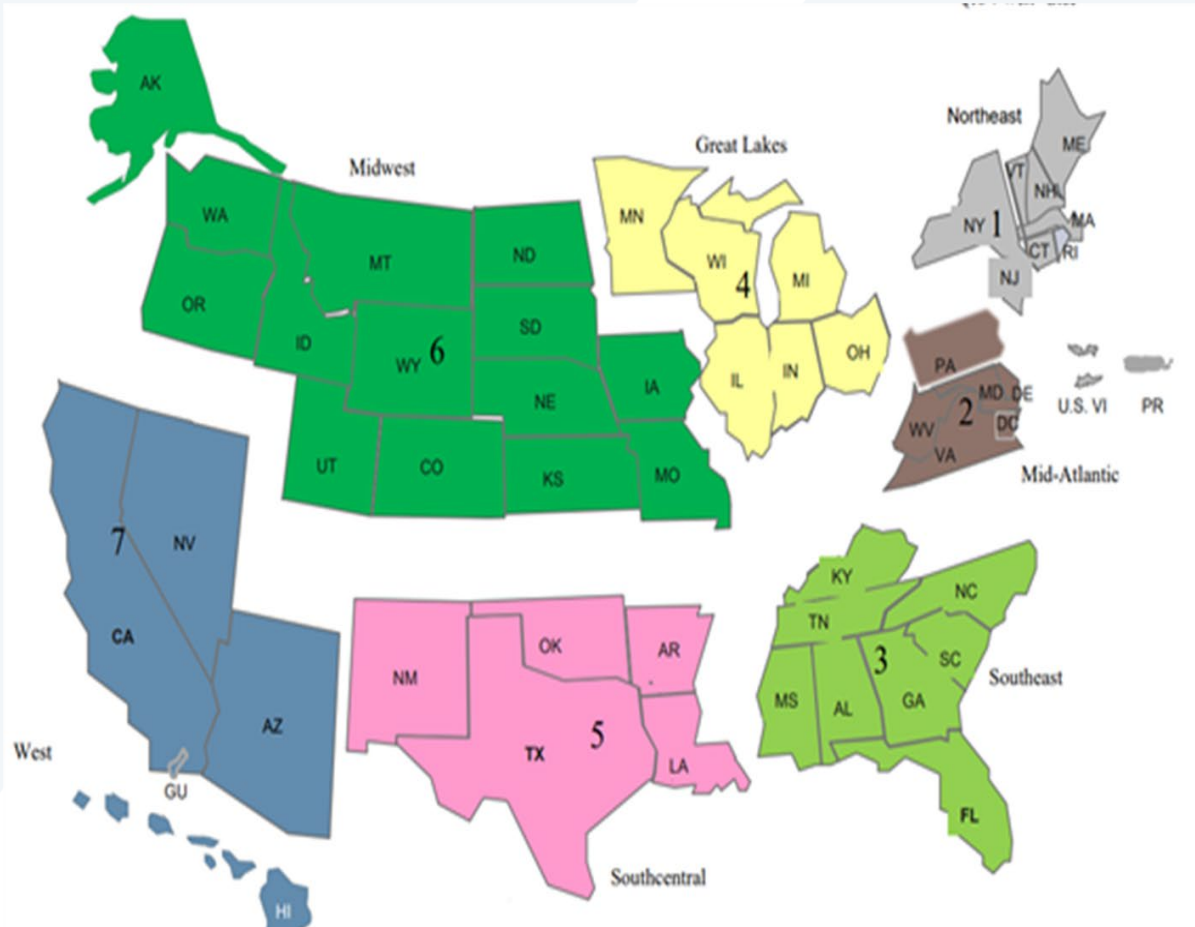 AK
Midwest
WA
MT
ND
OR
ID
WY
6
SD
NE
IA
UT
CO
KS
MO
Great Lakes
MN
WI
4
MI
IL
IN
OH
Northeast
ME
VT
NH
NY
1
MA
CT
RI
NJ
PA
MD
DE
2
DC
WV
VA
Mid-Atlantic
U.S. VI
PR
7
NV
CA
AZ
West
GU
HI
NM
OK
AR
TX
5
LA
Southcentral
KY
NC
TN
3
SC
MS
AL
GA
Southeast
FL